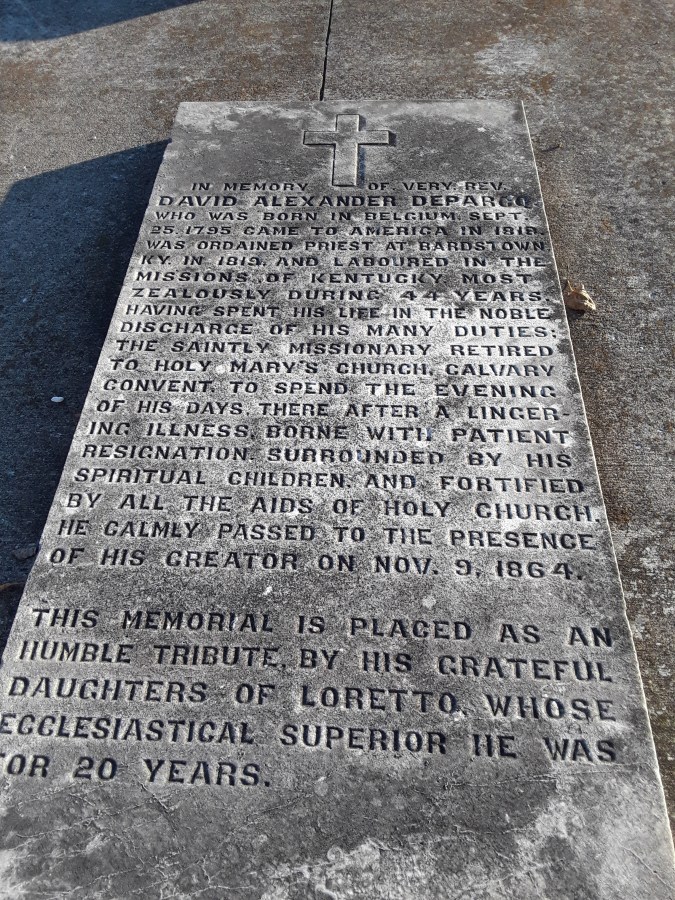 IN MEMORY OF VERY REV.
DAVID ALEXANDER DEPARCQ
WHO WAS BORN IN BELGIUM, SEPT.
25, 1795 CAME TO AMERICA IN 1818,
WAS ORDAINED PRIEST AT BARDSTOWN
KY. IN 1819, AND LABOURED IN THE
MISSIONS OF KENTUCKY MOST
ZEALOUSLY DURING 44 YEARS.
HAVING SPENT HIS LIFE IN THE NOBLE
DISCHARGE OF HIS MANY DUTIES;
THE SAINTLY MISSIONARY RETIRED
TO HOLY MARY'S CHURCH, CALVARY
CONVENT, TO SPEND THE EVENING
OF HIS DAYS, THERE AFTER A LINGER-
ING ILLNESS, BORNE WITH PATIENT
RESIGNATION, SURROUNDED BY HIS
SPIRITUAL CHILDREN, AND FORTIFIED
BY ALL THE AIDS OF HOLY CHURCH,
HE CALMLY PASSED TO THE PRESENCE
OF HIS CREATOR ON NOV. 9, 1864.
THIS MEMORIAL IS PLACED AS AN
HUMBLE TRIBUTE, BY HIS GRATEFUL
DAUGHTERS OF LORETTO, WHOSE
ECCLESIASTICAL SUPERIOR HE WAS
FOR 20 YEARS.